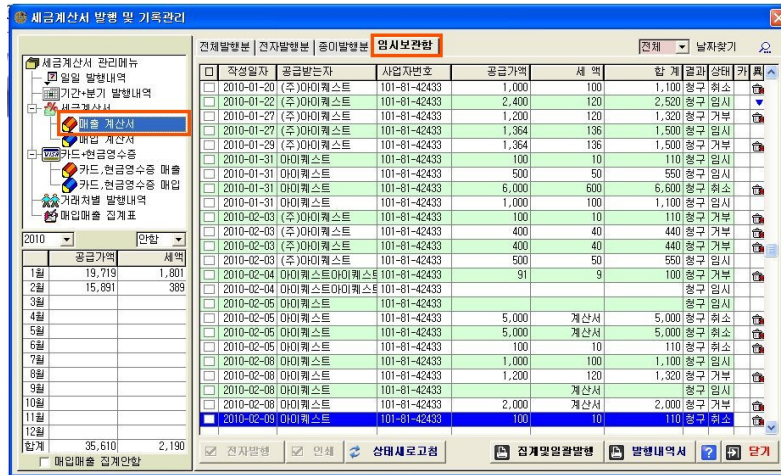 세금계산서 발행 및 기록관리
전체발행분 전자발행분 종이발행분 임시보관함 전체 날짜찾기
세금계산서 관리메뉴
일일 발행내역
기간+분기 발행내역
세금계산서
매출 계산서
매입 계산서
카드+현금영수증
카드,현금영수증 매출
카드,현금영수증 매입
거래처별 발행내역
매입매출 집계표
2010 안함
공급가액 세액
1월 19,719 1,801
2월 15,891 389
3월
4월
5월
6월
7월
8월
9월
10월
11월
12월
합계 35,610 2,190
매입매출 집계안함
작성일자 공급받는자 사업자번호 공급가액 세 액 합 계 결과 상태 카 異
2010-01-20 (주)아이퀘스트 101-81-42433 1,000 100 1,100 청구 취소
2010-01-22 (주)아이퀘스트 101-81-42433 2,400 120 2,520 청구 임시
2010-01-27 (주)아이퀘스트 101-81-42433 1,200 120 1,320 청구 거부
2010-01-27 (주)아이퀘스트 101-81-42433 1,364 136 1,500 청구 거부
2010-01-29 (주)아이퀘스트 101-81-42433 1,364 136 1,500 청구 거부
2010-01-31 아이퀘스트 101-81-42433 100 10 110 청구 임시
2010-01-31 아이퀘스트 101-81-42433 500 50 550 청구 임시
2010-01-31 아이퀘스트 101-81-42433 6,000 600 6,600 청구 취소
2010-01-31 아이퀘스트 101-81-42433 1,000 100 1,100 청구 임시
2010-02-03 (주)아이퀘스트 101-81-42433 100 10 110 청구 거부
2010-02-03 (주)아이퀘스트 101-81-42433 400 40 440 청구 거부
2010-02-03 (주)아이퀘스트 101-81-42433 400 40 440 청구 거부
2010-02-03 (주)아이퀘스트 101-81-42433 500 50 550 청구 임시
2010-02-04 아이퀘스트아이퀘스트 101-81-42433 91 9 100 청구 거부
2010-02-04 아이퀘스트아이퀘스트 101-81-42433 청구 임시
2010-02-05 아이퀘스트 101-81-42433 청구 임시
2010-02-05 아이퀘스트 101-81-42433 5,000 계산서 5,000 청구 취소
2010-02-05 아이퀘스트 101-81-42433 5,000 계산서 5,000 청구 취소
2010-02-05 아이퀘스트 101-81-42433 100 10 110 청구 취소
2010-02-08 아이퀘스트 101-81-42433 1,000 100 1,100 청구 임시
2010-02-08 아이퀘스트 101-81-42433 1,200 120 1,320 청구 거부
2010-02-08 아이퀘스트 101-81-42433 계산서 청구 임시
2010-02-08 아이퀘스트 101-81-42433 2,000 계산서 2,000 청구 거부
2010-02-09 아이퀘스트 101-81-42433 100 10 110 청구 취소
전자발행 인쇄 상태새로고침 집계및일괄발행 발행내역서 ? 닫기